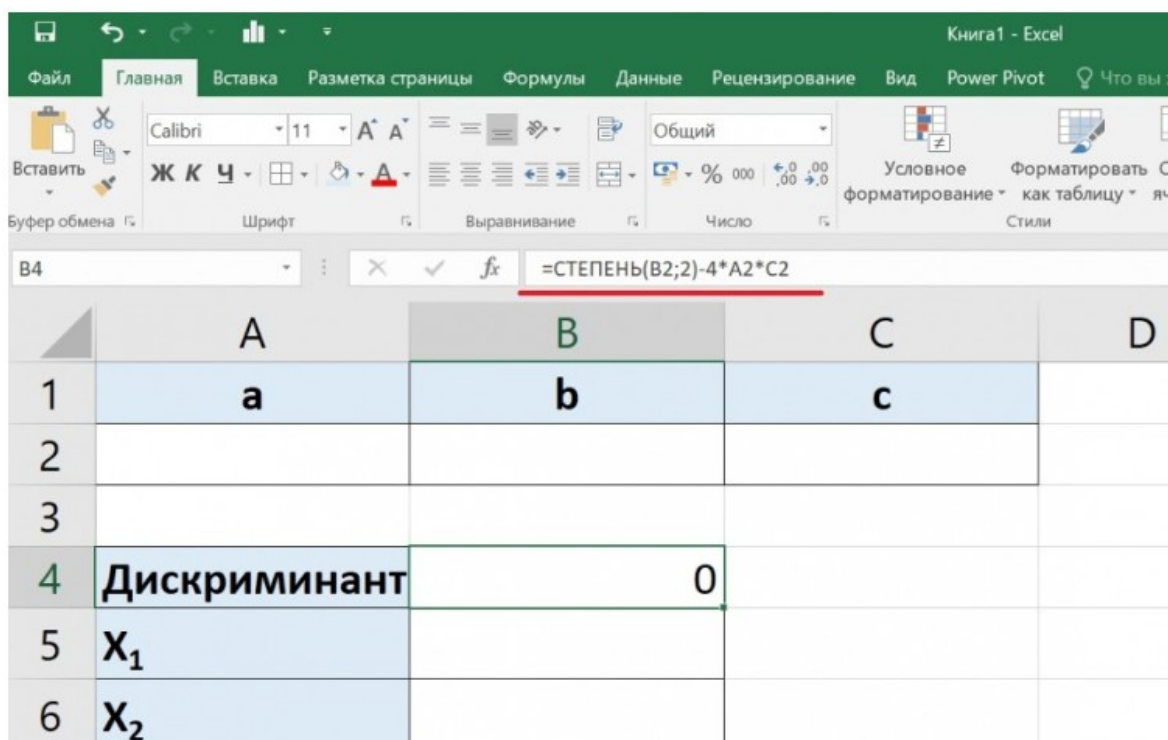 Книга1 - Excel
Файл Главная Вставка Разметка страницы Формулы Данные Рецензирование Вид Power Pivot Что вы
Вставить
Calibri 11 A A Общий
Ж К Ч % 000 ,00 ,0
Условное форматирование
Форматировать как таблицу
Буфер обмена Шрифт Выравнивание Число Стили
B4 fx =СТЕПЕНЬ(B2;2)-4*A2*C2
A B C D
1 a b c
2
3
4 Дискриминант 0
5 X₁
6 X₂